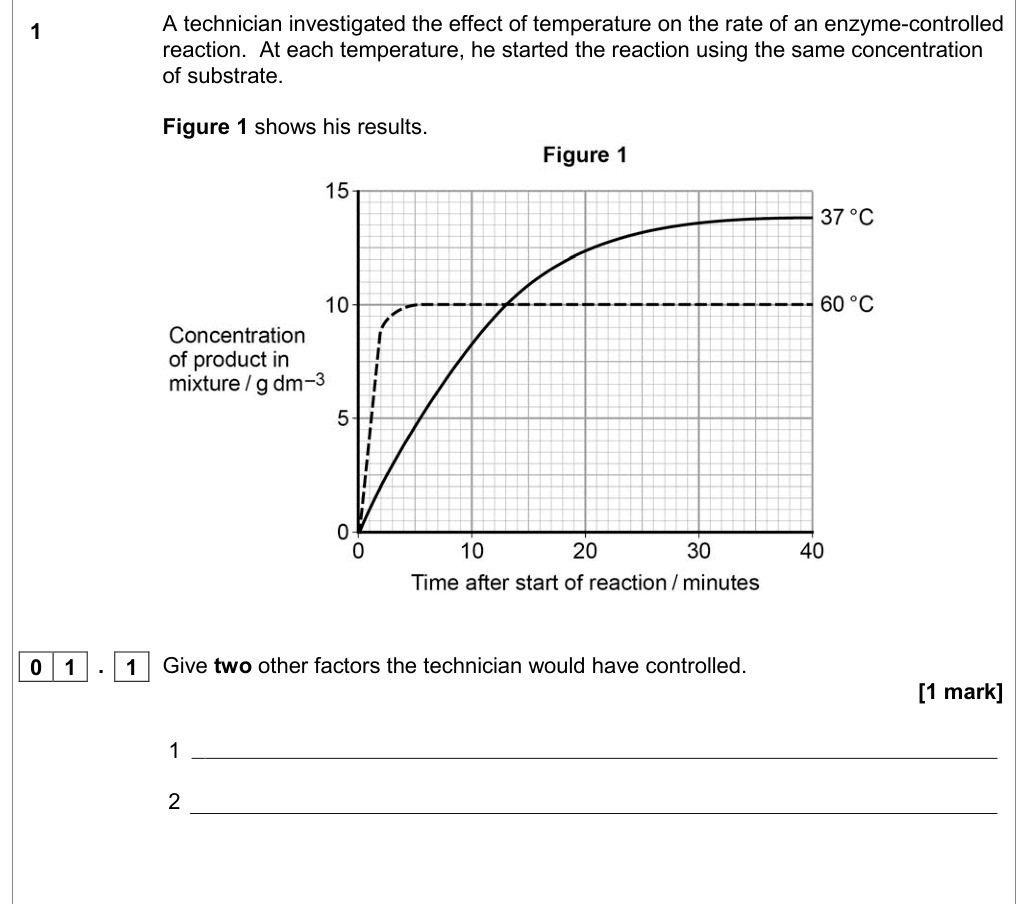 1
A technician investigated the effect of temperature on the rate of an enzyme-controlled
reaction. At each temperature, he started the reaction using the same concentration
of substrate.
Figure 1 shows his results.
Figure 1
15
37 °C
10
60 °C
Concentration
of product in
mixture / g dm–3
5
0
0 10 20 30 40
Time after start of reaction / minutes
0 1 . 1 Give two other factors the technician would have controlled.
[1 mark]
1
2